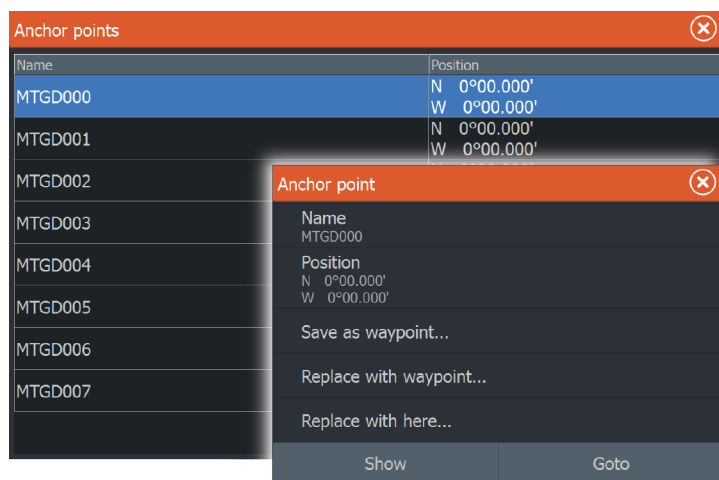 Anchor points
Name Position
MTGD000 N 0°00.000'
W 0°00.000'
MTGD001 N 0°00.000'
W 0°00.000'
MTGD002
MTGD003
MTGD004
MTGD005
MTGD006
MTGD007
Anchor point
Name
MTGD000
Position
N 0°00.000'
W 0°00.000'
Save as waypoint...
Replace with waypoint...
Replace with here...
Show Goto